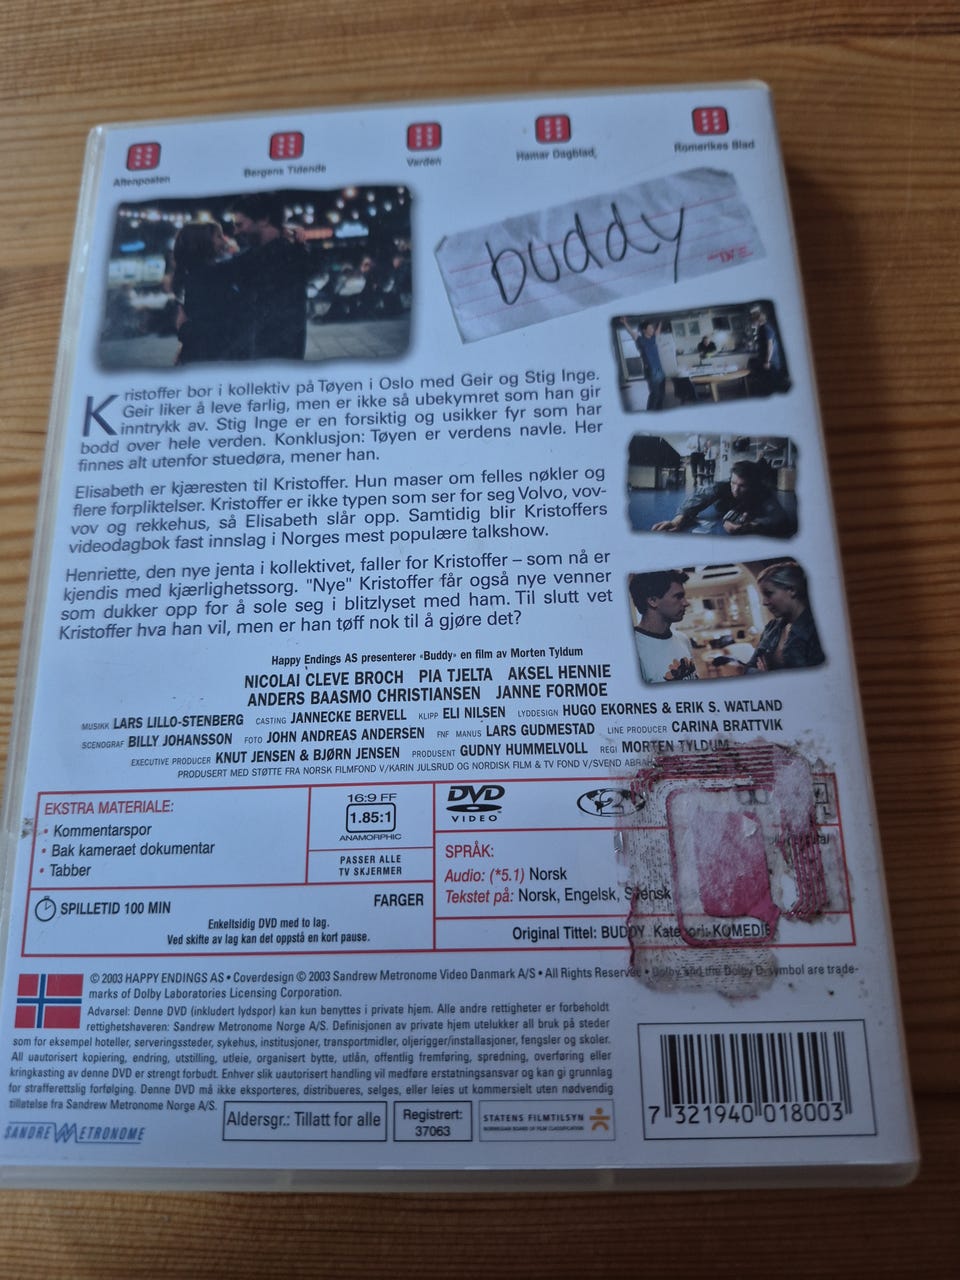 Aftenposten
Bergens Tidende
Varden
Hamar Dagblad
Romerikes Blad
buddy
Kristoffer bor i kollektiv på Tøyen i Oslo med Geir og Stig Inge.
Geir liker å leve farlig, men er ikke så ubekymret som han gir
inntrykk av. Stig Inge er en forsiktig og usikker fyr som har
bodd over hele verden. Konklusjon: Tøyen er verdens navle. Her
finnes alt utenfor stuedøra, mener han.
Elisabeth er kjæresten til Kristoffer. Hun maser om felles nøkler og
flere forpliktelser. Kristoffer er ikke typen som ser for seg Volvo, vov-
vov og rekkehus, så Elisabeth slår opp. Samtidig blir Kristoffers
videodagbok fast innslag i Norges mest populære talkshow.
Henriette, den nye jenta i kollektivet, faller for Kristoffer – som nå er
kjendis med kjærlighetssorg. "Nye" Kristoffer får også nye venner
som dukker opp for å sole seg i blitzlyset med ham. Til slutt vet
Kristoffer hva han vil, men er han tøff nok til å gjøre det?
Happy Endings AS presenterer «Buddy» en film av Morten Tyldum
NICOLAI CLEVE BROCH PIA TJELTA AKSEL HENNIE
ANDERS BAASMO CHRISTIANSEN JANNE FORMOE
MUSIKK LARS LILLO-STENBERG CASTING JANNECKE BERVELL KLIPP ELI NILSEN LYDDESIGN HUGO EKORNES & ERIK S. WATLAND
SCENOGRAF BILLY JOHANSSON FOTO JOHN ANDREAS ANDERSEN FNF MANUS LARS GUDMESTAD LINE PRODUCER CARINA BRATTVIK
EXECUTIVE PRODUCER KNUT JENSEN & BJØRN JENSEN PRODUSENT GUDNY HUMMELVOLL REGI MORTEN TYLDUM
PRODUSERT MED STØTTE FRA NORSK FILMFOND V/KARIN JULSRUD OG NORDISK FILM & TV FOND V/SVEND
EKSTRA MATERIALE:
• Kommentarspor
• Bak kameraet dokumentar
• Tabber
16:9 FF
1.85:1
ANAMORPHIC
PASSER ALLE
TV SKJERMER
DVD
VIDEO
2
SPRÅK:
Audio: (*5.1) Norsk
Tekstet på: Norsk, Engelsk, Svensk
SPILLETID 100 MIN
FARGER
Enkeltsidig DVD med to lag.
Ved skifte av lag kan det oppstå en kort pause.
Original Tittel: BUDDY Kategori: KOMEDIE
© 2003 HAPPY ENDINGS AS • Coverdesign © 2003 Sandrew Metronome Video Danmark A/S • All Rights Reserved • Dolby and the Dolby D-symbol are trade-
marks of Dolby Laboratories Licensing Corporation.
Advarsel: Denne DVD (inkludert lydspor) kan kun benyttes i private hjem. Alle andre rettigheter er forbeholdt
rettighetshaveren: Sandrew Metronome Norge A/S. Definisjonen av private hjem utelukker all bruk på steder
som for eksempel hoteller, serveringssteder, sykehus, institusjoner, transportmidler, oljerigger/installasjoner, fengsler og skoler.
All uautorisert kopiering, endring, utstilling, utleie, organisert bytte, utlån, offentlig fremføring, spredning, overføring eller
kringkasting av denne DVD er strengt forbudt. Enhver slik uautorisert handling vil medføre erstatningsansvar og kan gi grunnlag
for strafferettslig forfølging. Denne DVD må ikke eksporteres, distribueres, selges, eller leies ut kommersielt uten nødvendig
tillatelse fra Sandrew Metronome Norge A/S.
SANDREW METRONOME
Aldersgr.: Tillatt for alle
Registrert:
37063
STATENS FILMTILSYN
NORWEGIAN BOARD OF FILM CLASSIFICATION
7 321940 018003